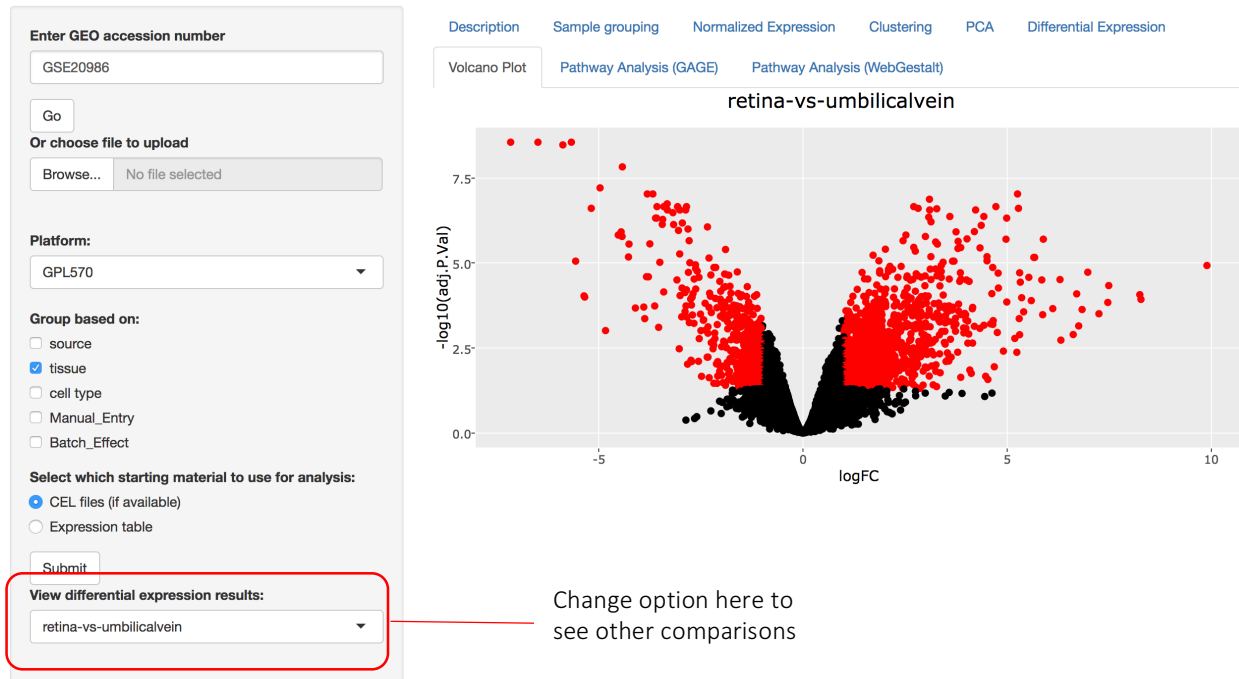 Enter GEO accession number
GSE20986
Go
Or choose file to upload
Browse... No file selected
Platform:
GPL570
Group based on:
source
tissue
cell type
Manual_Entry
Batch_Effect
Select which starting material to use for analysis:
CEL files (if available)
Expression table
Submit
View differential expression results:
retina-vs-umbilicalvein
Description Sample grouping Normalized Expression Clustering PCA Differential Expression
Volcano Plot Pathway Analysis (GAGE) Pathway Analysis (WebGestalt)
retina-vs-umbilicalvein
-log10(adj.P.Val)
7.5
5.0
2.5
0.0
-5 0 5 10
logFC
Change option here to
see other comparisons